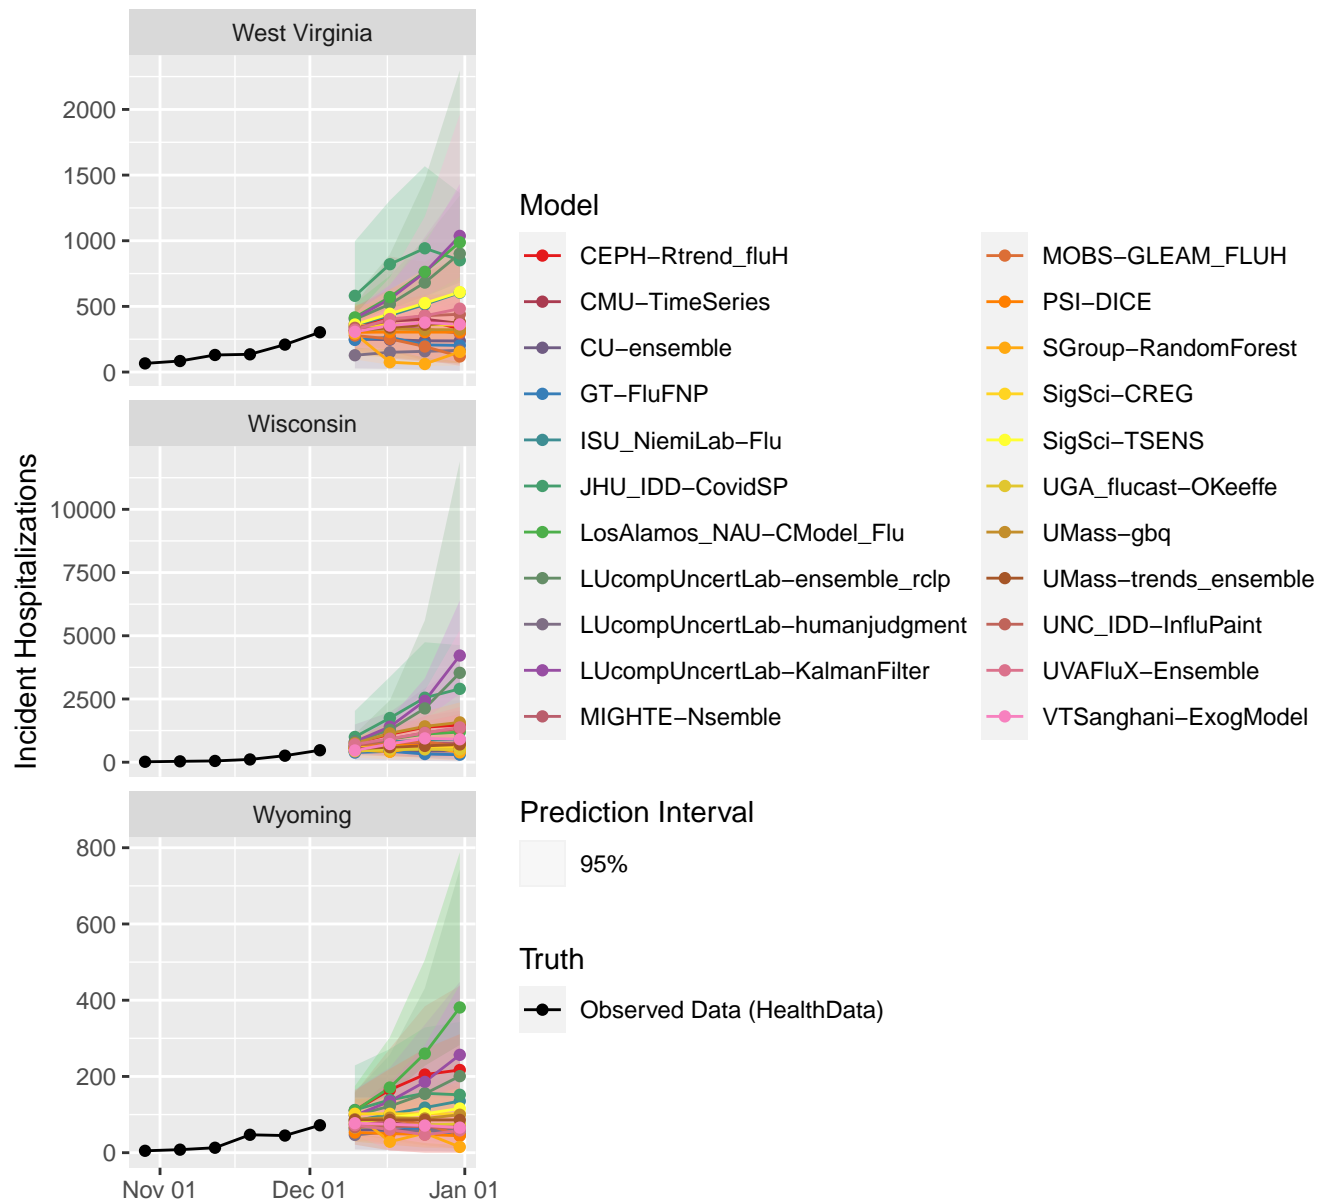 West Virginia
2000
1500
1000
500
0
Wisconsin
10000
7500
5000
2500
0
Wyoming
800
600
400
200
0
Nov 01 Dec 01 Jan 01
Incident Hospitalizations
Model
CEPH−Rtrend_fluH
CMU−TimeSeries
CU−ensemble
GT−FluFNP
ISU_NiemiLab−Flu
JHU_IDD−CovidSP
LosAlamos_NAU−CModel_Flu
LUcompUncertLab−ensemble_rclp
LUcompUncertLab−humanjudgment
LUcompUncertLab−KalmanFilter
MIGHTE−Nsemble
MOBS−GLEAM_FLUH
PSI−DICE
SGroup−RandomForest
SigSci−CREG
SigSci−TSENS
UGA_flucast−OKeeffe
UMass−gbq
UMass−trends_ensemble
UNC_IDD−InfluPaint
UVAFluX−Ensemble
VTSanghani−ExogModel
Prediction Interval
95%
Truth
Observed Data (HealthData)